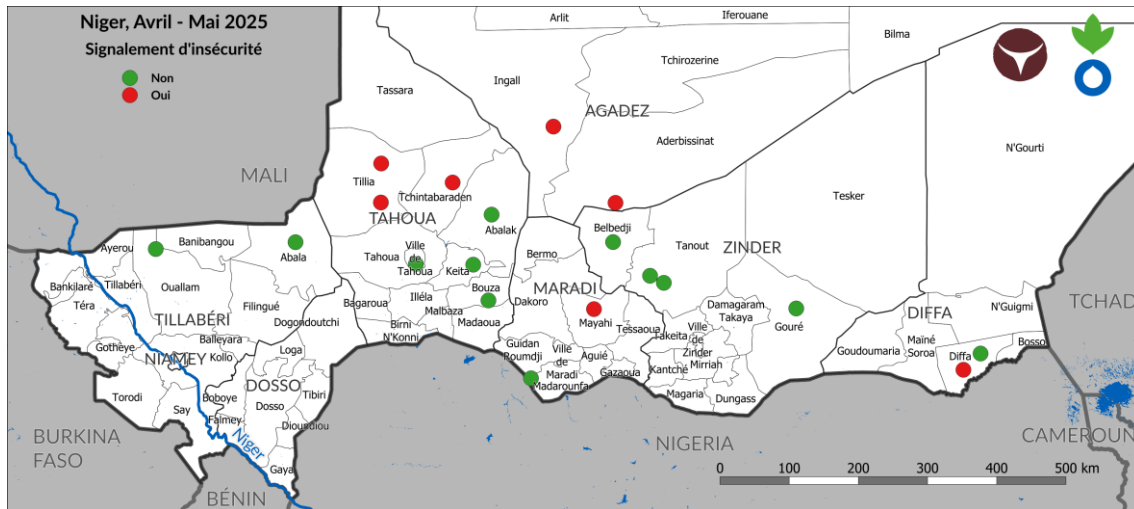 Niger, Avril - Mai 2025
Signalement d'insécurité
Non
Oui
Arlit
Iferouane
Bilma
Tchirozerine
Ingall
Tassara
AGADEZ
Aderbissinat
N'Gourti
MALI
Tillia
Tchintabaraden
Tesker
TAHOUA
Abalak
Belbedji
Ayerou
Banibangou
Abala
Tahoua
Ville
de
Tahoua
Keita
Bermo
Tanout
ZINDER
Bankilaré
Tillabéri
Ouallam
Téra
Filingué
Bouza
MARADI
Dakoro
Bagaroua
Illéla
Malbaza
Madaoua
Mayahi
Damagaram
Takaya
Gouré
N'Guigmi
TCHAD
DIFFA
TILLABÉRI
Dogondoutchi
Birni
N'Konni
Tessaoua
Takeita
Ville
de
Zinder
Mirriah
Goudoumaria
Maïné
Soroa
Diffa
Bosso
Gothèye
NIAMEY
Balleyara
Kollo
Loga
Guidan
Roumdji
Ville
de
Maradi
Madarounfa
Aguié
Gazaoua
Kantché
Magaria
Dungass
Torodi
Say
DOSSO
Boboye
Tibiri
Dosso
Falmey
Dioundiou
Gaya
Niger
BURKINA
FASO
BÉNIN
NIGERIA
CAMEROUN
0 100 200 300 400 500 km